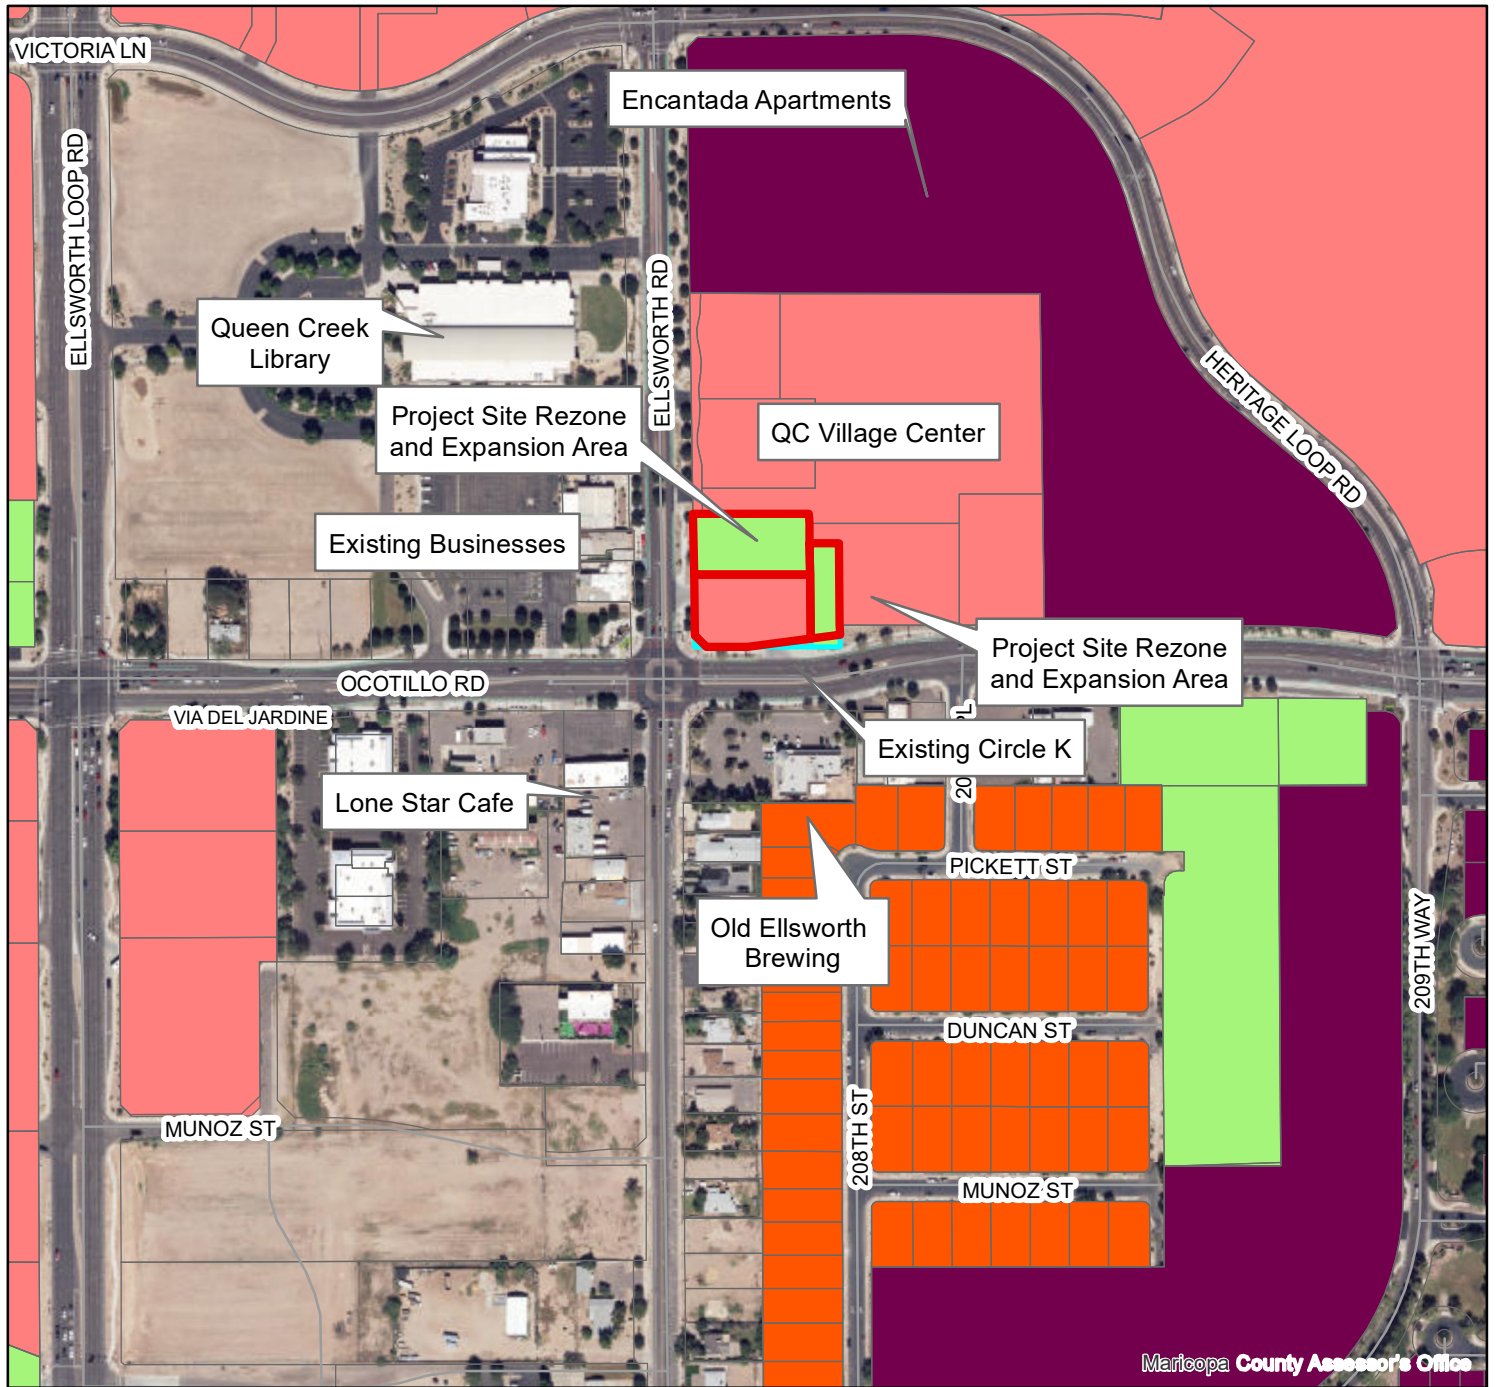 VICTORIA LN
Encantada Apartments
ELLSWORTH LOOP RD
ELLSWORTH RD
Queen Creek
Library
HERITAGE LOOP RD
Project Site Rezone
and Expansion Area
QC Village Center
Existing Businesses
Project Site Rezone
and Expansion Area
OCOTILLO RD
VIA DEL JARDINE
Existing Circle K
Lone Star Cafe
PICKETT ST
Old Ellsworth
Brewing
209TH WAY
DUNCAN ST
208TH ST
MUNOZ ST
MUNOZ ST
Maricopa County Assessor's Office